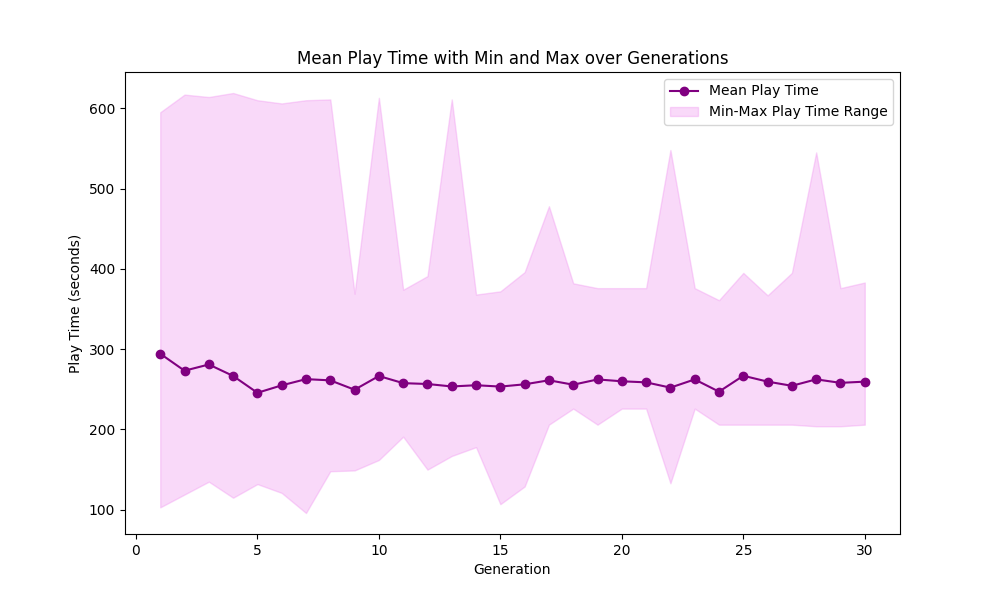 Mean Play Time with Min and Max over Generations
Mean Play Time
Min-Max Play Time Range
Play Time (seconds)
600
500
400
300
200
100
0
5
10
15
20
25
30
Generation